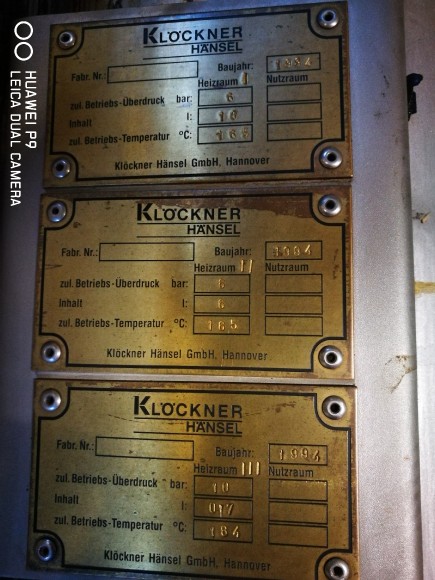 KLÖCKNER
HÄNSEL
Fabr. Nr.: Baujahr: 1994
Heizraum I Nutzraum
zul. Betriebs-Überdruck bar: 6
Inhalt l: 10
zul. Betriebs-Temperatur °C: 165
Klöckner Hänsel GmbH, Hannover
KLÖCKNER
HÄNSEL
Fabr. Nr.: Baujahr: 1994
Heizraum II Nutzraum
zul. Betriebs-Überdruck bar: 6
Inhalt l: 6
zul. Betriebs-Temperatur °C: 165
Klöckner Hänsel GmbH, Hannover
KLÖCKNER
HÄNSEL
Fabr. Nr.: Baujahr: 1994
Heizraum III Nutzraum
zul. Betriebs-Überdruck bar: 10
Inhalt l: 017
zul. Betriebs-Temperatur °C: 184
Klöckner Hänsel GmbH, Hannover
HUAWEI P9
LEICA DUAL CAMERA